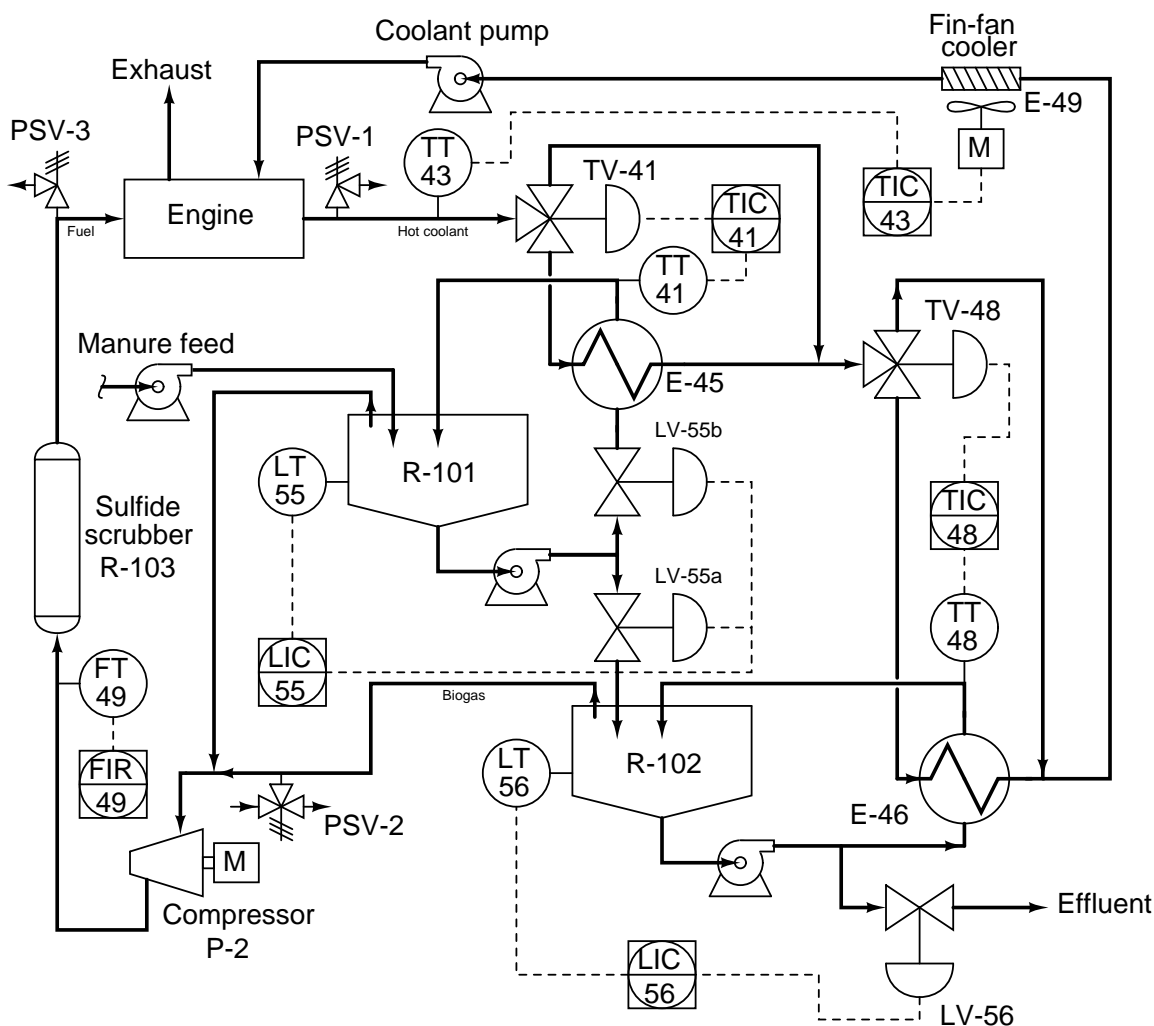 Coolant pump
Fin-fan
cooler
Exhaust
E-49
PSV-3
PSV-1
TT
43
TV-41
M
TIC
43
Engine
TIC
41
Fuel
Hot coolant
TT
41
TV-48
Manure feed
E-45
LV-55b
LT
55
R-101
TIC
48
Sulfide
scrubber
R-103
LV-55a
TT
48
LIC
55
FT
49
Biogas
FIR
49
LT
56
R-102
PSV-2
E-46
M
Compressor
P-2
Effluent
LIC
56
LV-56